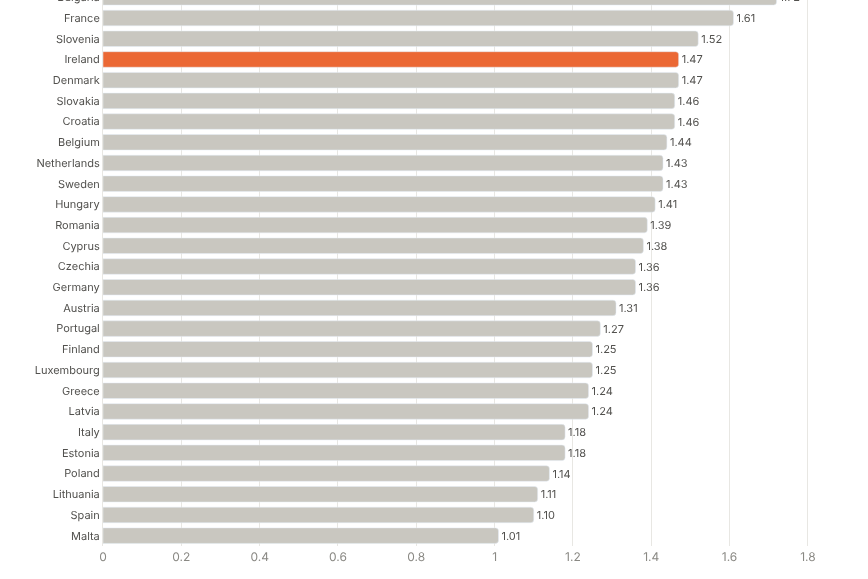 France 1.61
Slovenia 1.52
Ireland 1.47
Denmark 1.47
Slovakia 1.46
Croatia 1.46
Belgium 1.44
Netherlands 1.43
Sweden 1.43
Hungary 1.41
Romania 1.39
Cyprus 1.38
Czechia 1.36
Germany 1.36
Austria 1.31
Portugal 1.27
Finland 1.25
Luxembourg 1.25
Greece 1.24
Latvia 1.24
Italy 1.18
Estonia 1.18
Poland 1.14
Lithuania 1.11
Spain 1.10
Malta 1.01
0 0.2 0.4 0.6 0.8 1 1.2 1.4 1.6 1.8